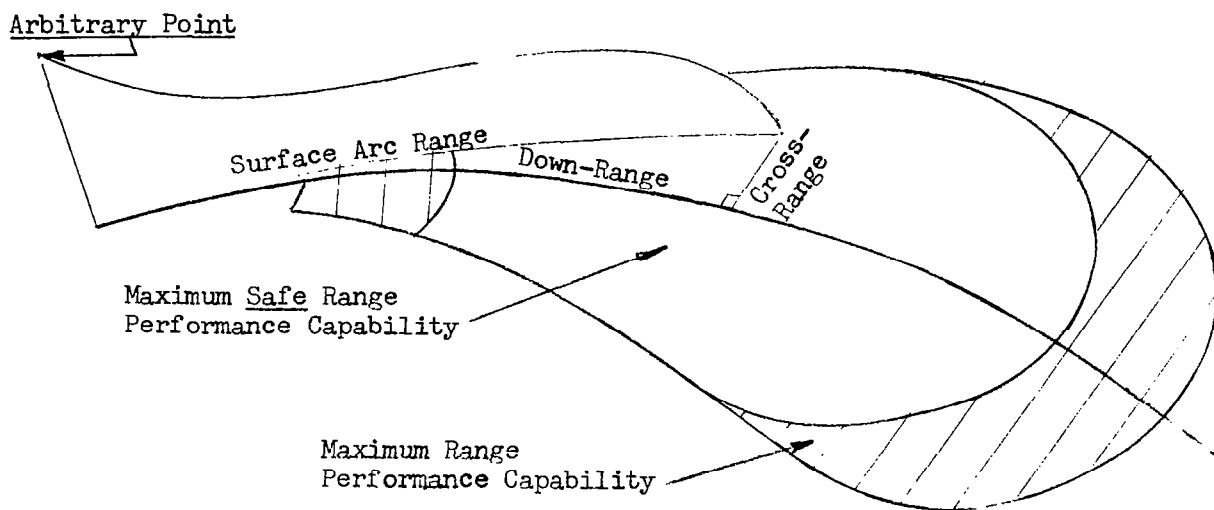 Arbitrary Point
Surface Arc Range
Down-Range
Cross-
Range
Maximum Safe Range
Performance Capability
Maximum Range
Performance Capability